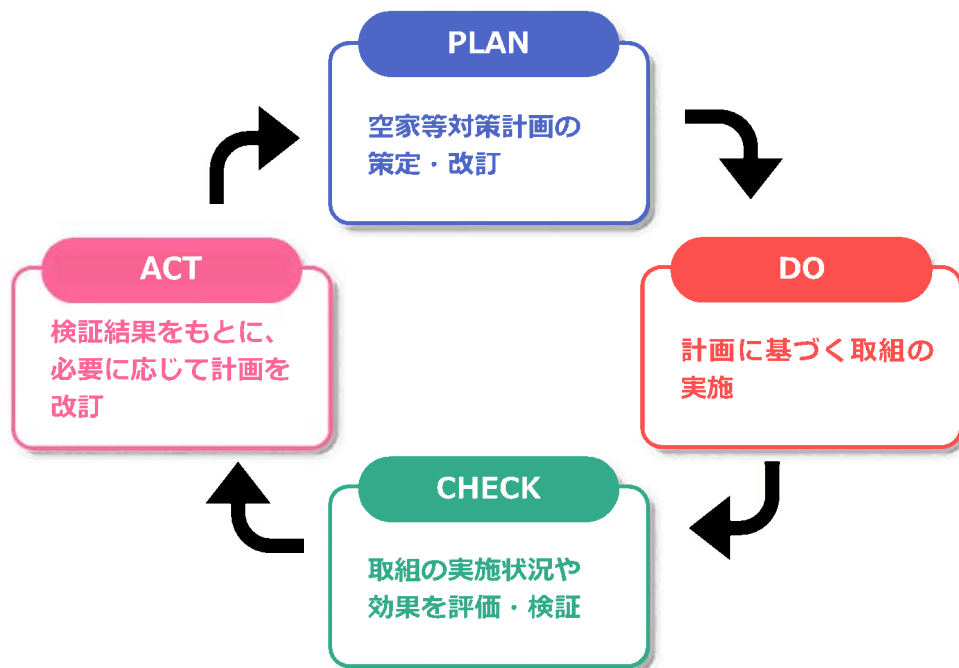 PLAN
空家等対策計画の
策定・改訂
DO
計画に基づく取組の
実施
CHECK
取組の実施状況や
効果を評価・検証
ACT
検証結果をもとに、
必要に応じて計画を
改訂